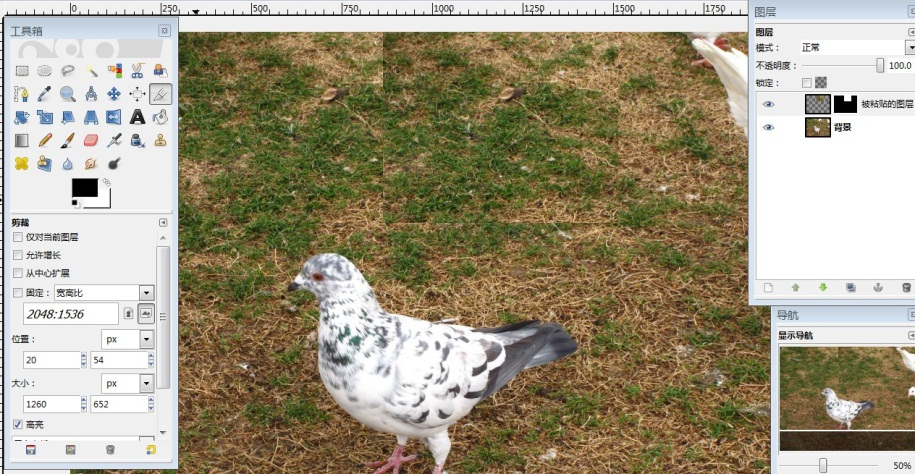 0 250 500 750 1000 1250 1500 1750
工具箱
2048:1536
剪裁
仅对当前图层
允许增长
从中心扩展
固定： 宽高比
位置： px
20 54
大小： px
1260 652
高亮
图层
图层
模式： 正常
不透明度： 100.0
锁定：
被粘贴的图层
背景
导航
显示导航
50%